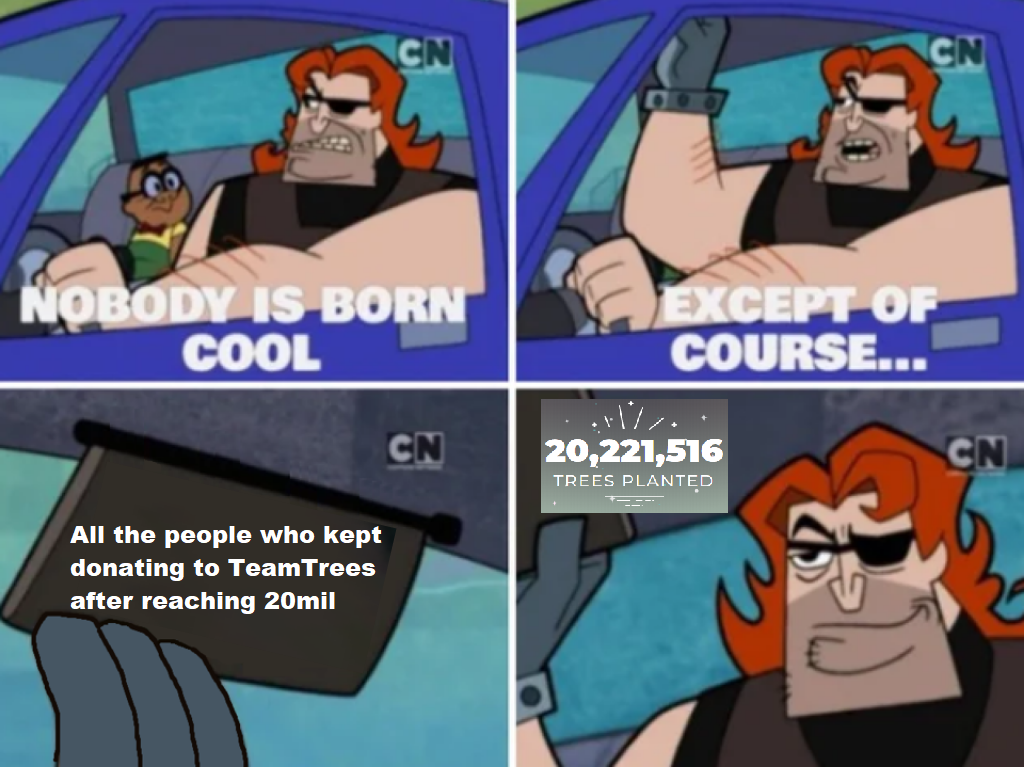 CN
NOBODY IS BORN
COOL
CN
EXCEPT OF
COURSE...
CN
All the people who kept
donating to TeamTrees
after reaching 20mil
20,221,516
TREES PLANTED
CN